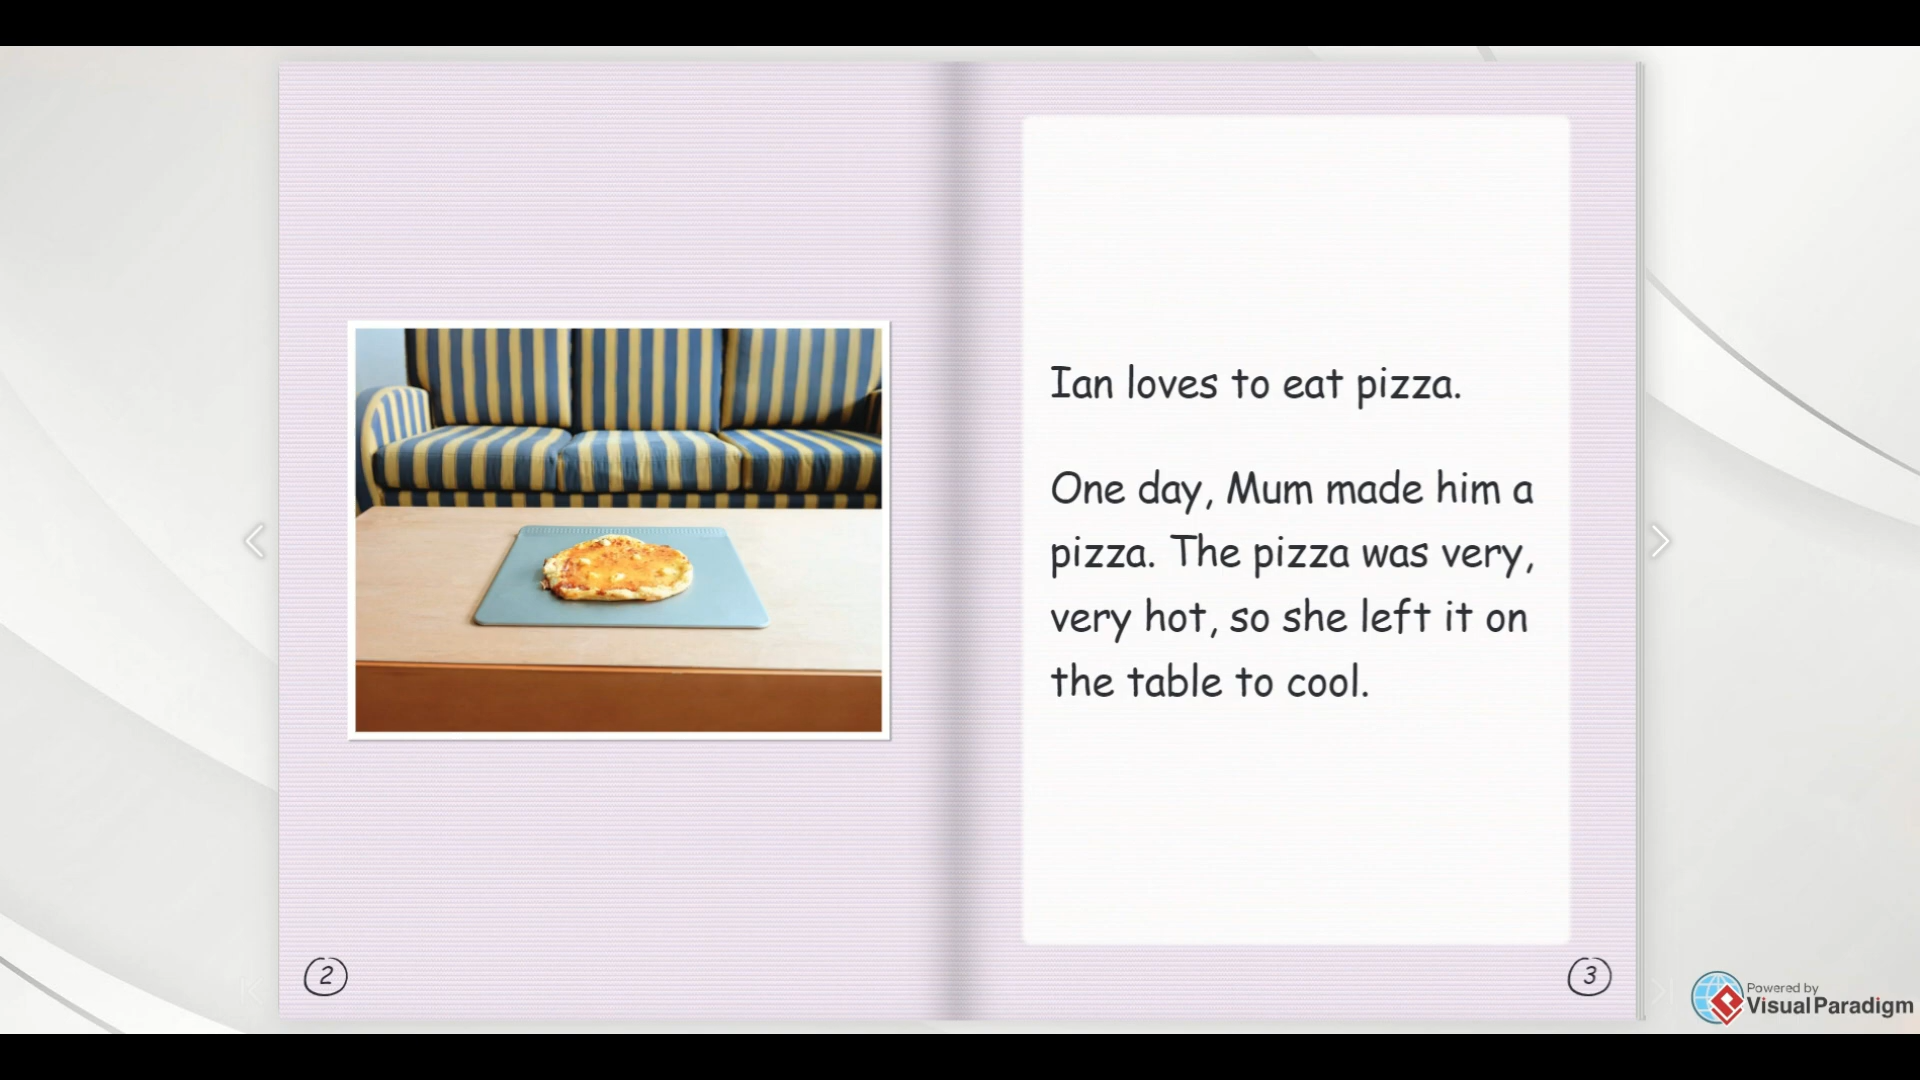 Ian loves to eat pizza.
One day, Mum made him a
pizza. The pizza was very,
very hot, so she left it on
the table to cool.
2
3
Powered by
Visual Paradigm